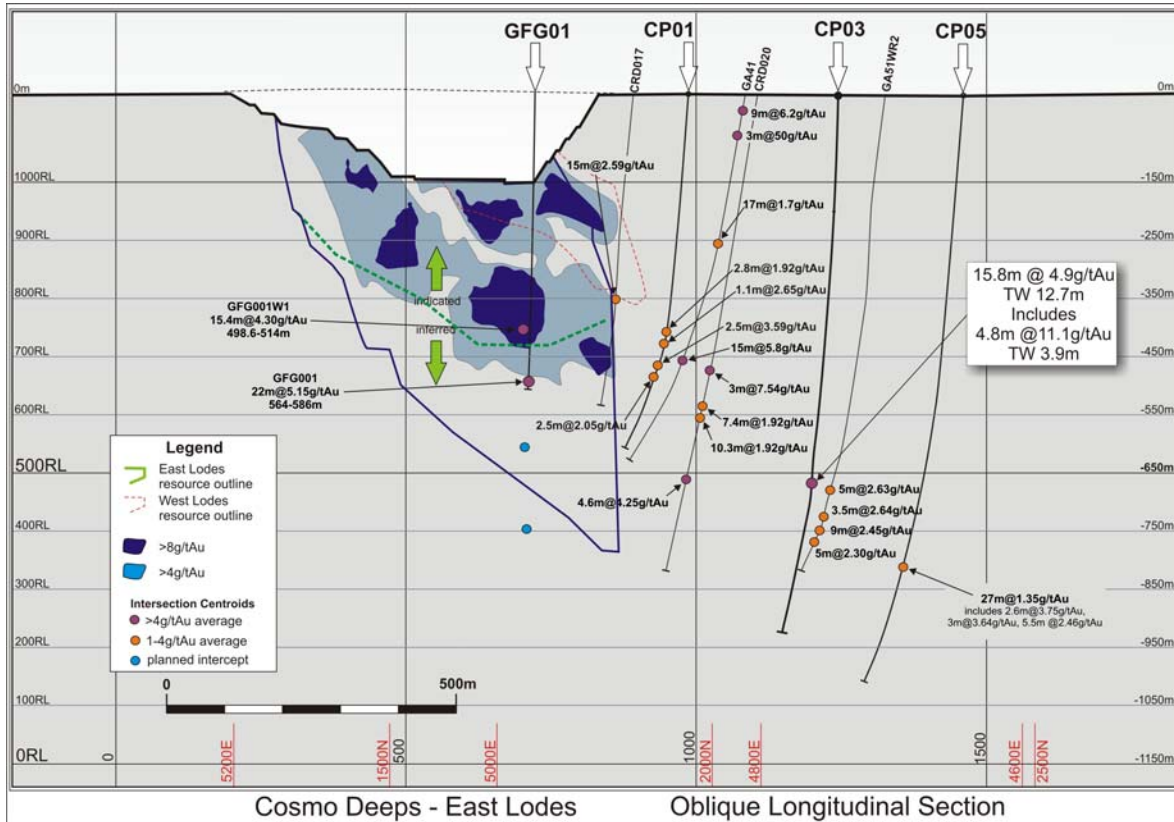 GFG01
CP01
CP03
CP05
CRD017
GA41
CRD020
GA51WR2
0m
0m
9m@6.2g/tAu
3m@50g/tAu
15m@2.59g/tAu
1000RL
-150m
17m@1.7g/tAu
900RL
-250m
2.8m@1.92g/tAu
1.1m@2.65g/tAu
15.8m @ 4.9g/tAu
TW 12.7m
Includes
4.8m @11.1g/tAu
TW 3.9m
800RL
indicated
-350m
GFG001W1
15.4m@4.30g/tAu
498.6-514m
inferred
2.5m@3.59g/tAu
700RL
15m@5.8g/tAu
-450m
GFG001
22m@5.15g/tAu
564-586m
3m@7.54g/tAu
600RL
2.5m@2.05g/tAu
7.4m@1.92g/tAu
-550m
10.3m@1.92g/tAu
500RL
-650m
4.6m@4.25g/tAu
5m@2.63g/tAu
3.5m@2.64g/tAu
400RL
9m@2.45g/tAu
-750m
5m@2.30g/tAu
300RL
-850m
27m@1.35g/tAu
includes 2.6m@3.75g/tAu,
3m@3.64g/tAu, 5.5m @2.46g/tAu
200RL
-950m
100RL
-1050m
0RL
-1150m
Legend
East Lodes
resource outline
West Lodes
resource outline
>8g/tAu
>4g/tAu
Intersection Centroids
>4g/tAu average
1-4g/tAu average
planned intercept
0
500m
0
5200E
1500N
500
5000E
1000
2000N
4800E
1500
4600E
2500N
Cosmo Deeps - East Lodes
Oblique Longitudinal Section